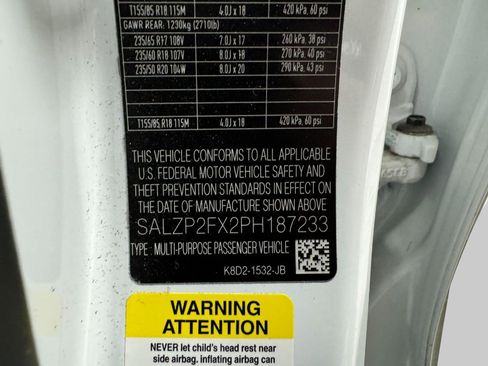 T155/85 R18 115M 4.0J x 18 420 kPa, 60 psi
GAWR REAR: 1230kg (2710lb)
235/65 R17 108V 7.0J x 17 260 kPa, 38 psi
235/60 R18 107V 8.0J x 18 270 kPa, 40 psi
235/50 R20 104W 8.0J x 20 290 kPa, 43 psi
T155/85 R18 115M 4.0J x 18 420 kPa, 60 psi
THIS VEHICLE CONFORMS TO ALL APPLICABLE
U.S. FEDERAL MOTOR VEHICLE SAFETY AND
THEFT PREVENTION STANDARDS IN EFFECT ON
THE DATE OF MANUFACTURE SHOWN ABOVE
SALZP2FX2PH187233
TYPE: MULTI-PURPOSE PASSENGER VEHICLE
K8D2-1532-JB
WARNING
ATTENTION
NEVER let child's head rest near
side airbag. inflating airbag can